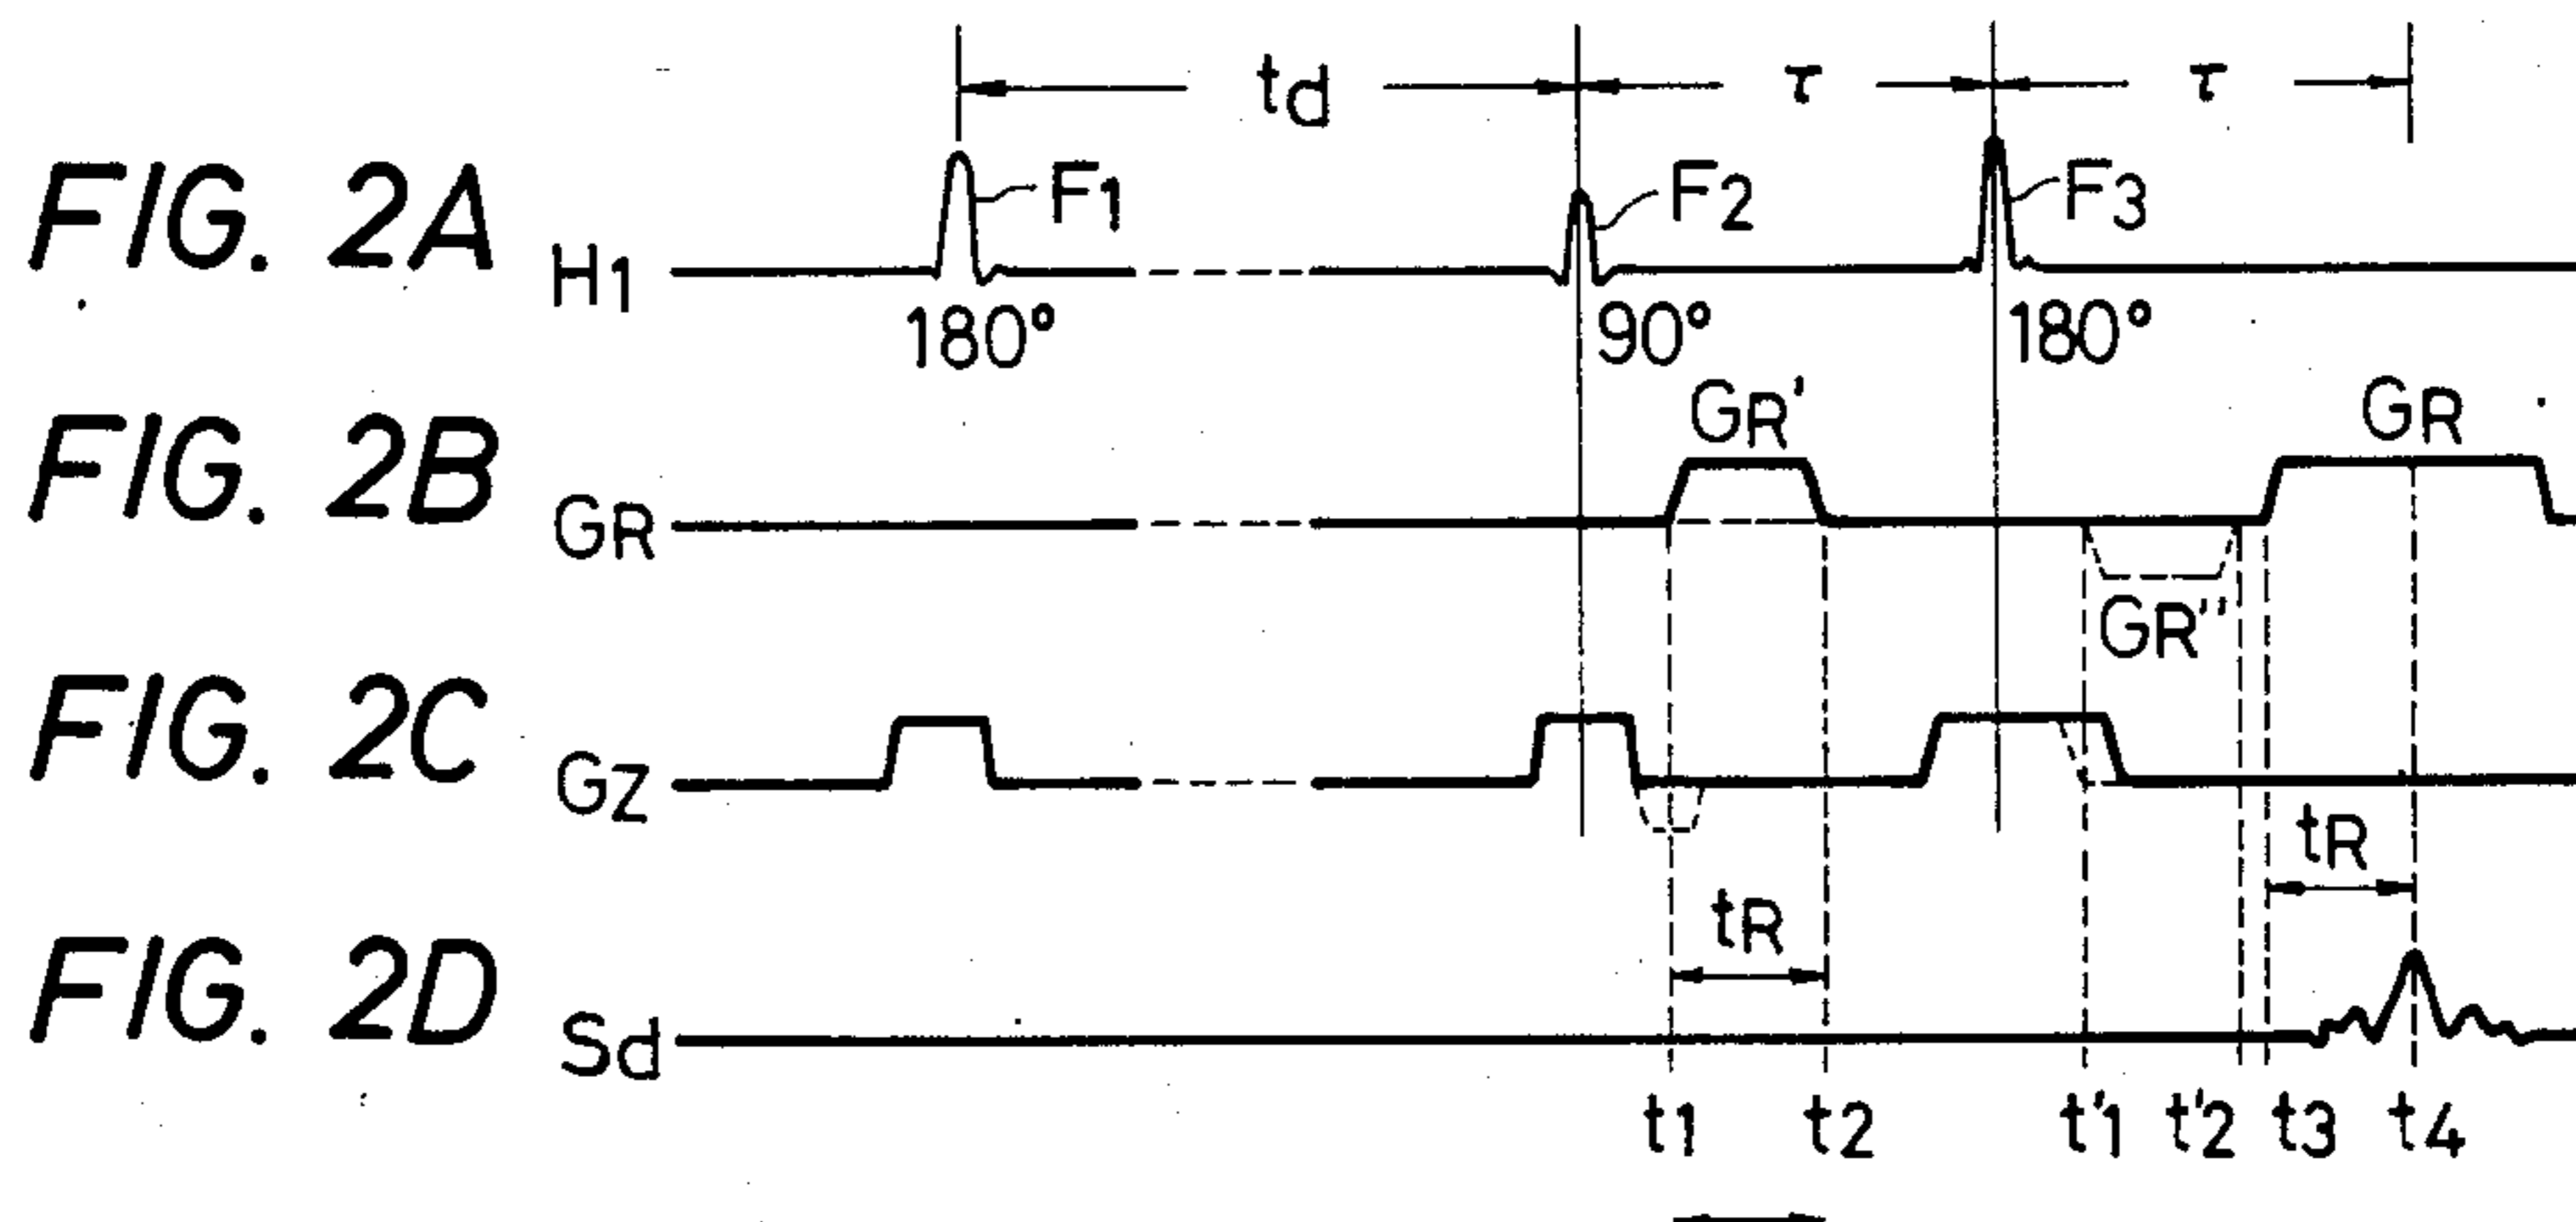 td τ τ
FIG. 2A H1 F1 F2 F3
180° 90° 180°
FIG. 2B GR GR' GR
GR''
FIG. 2C GZ
tR
tR
FIG. 2D Sd
t1 t2 t'1 t'2 t3 t4